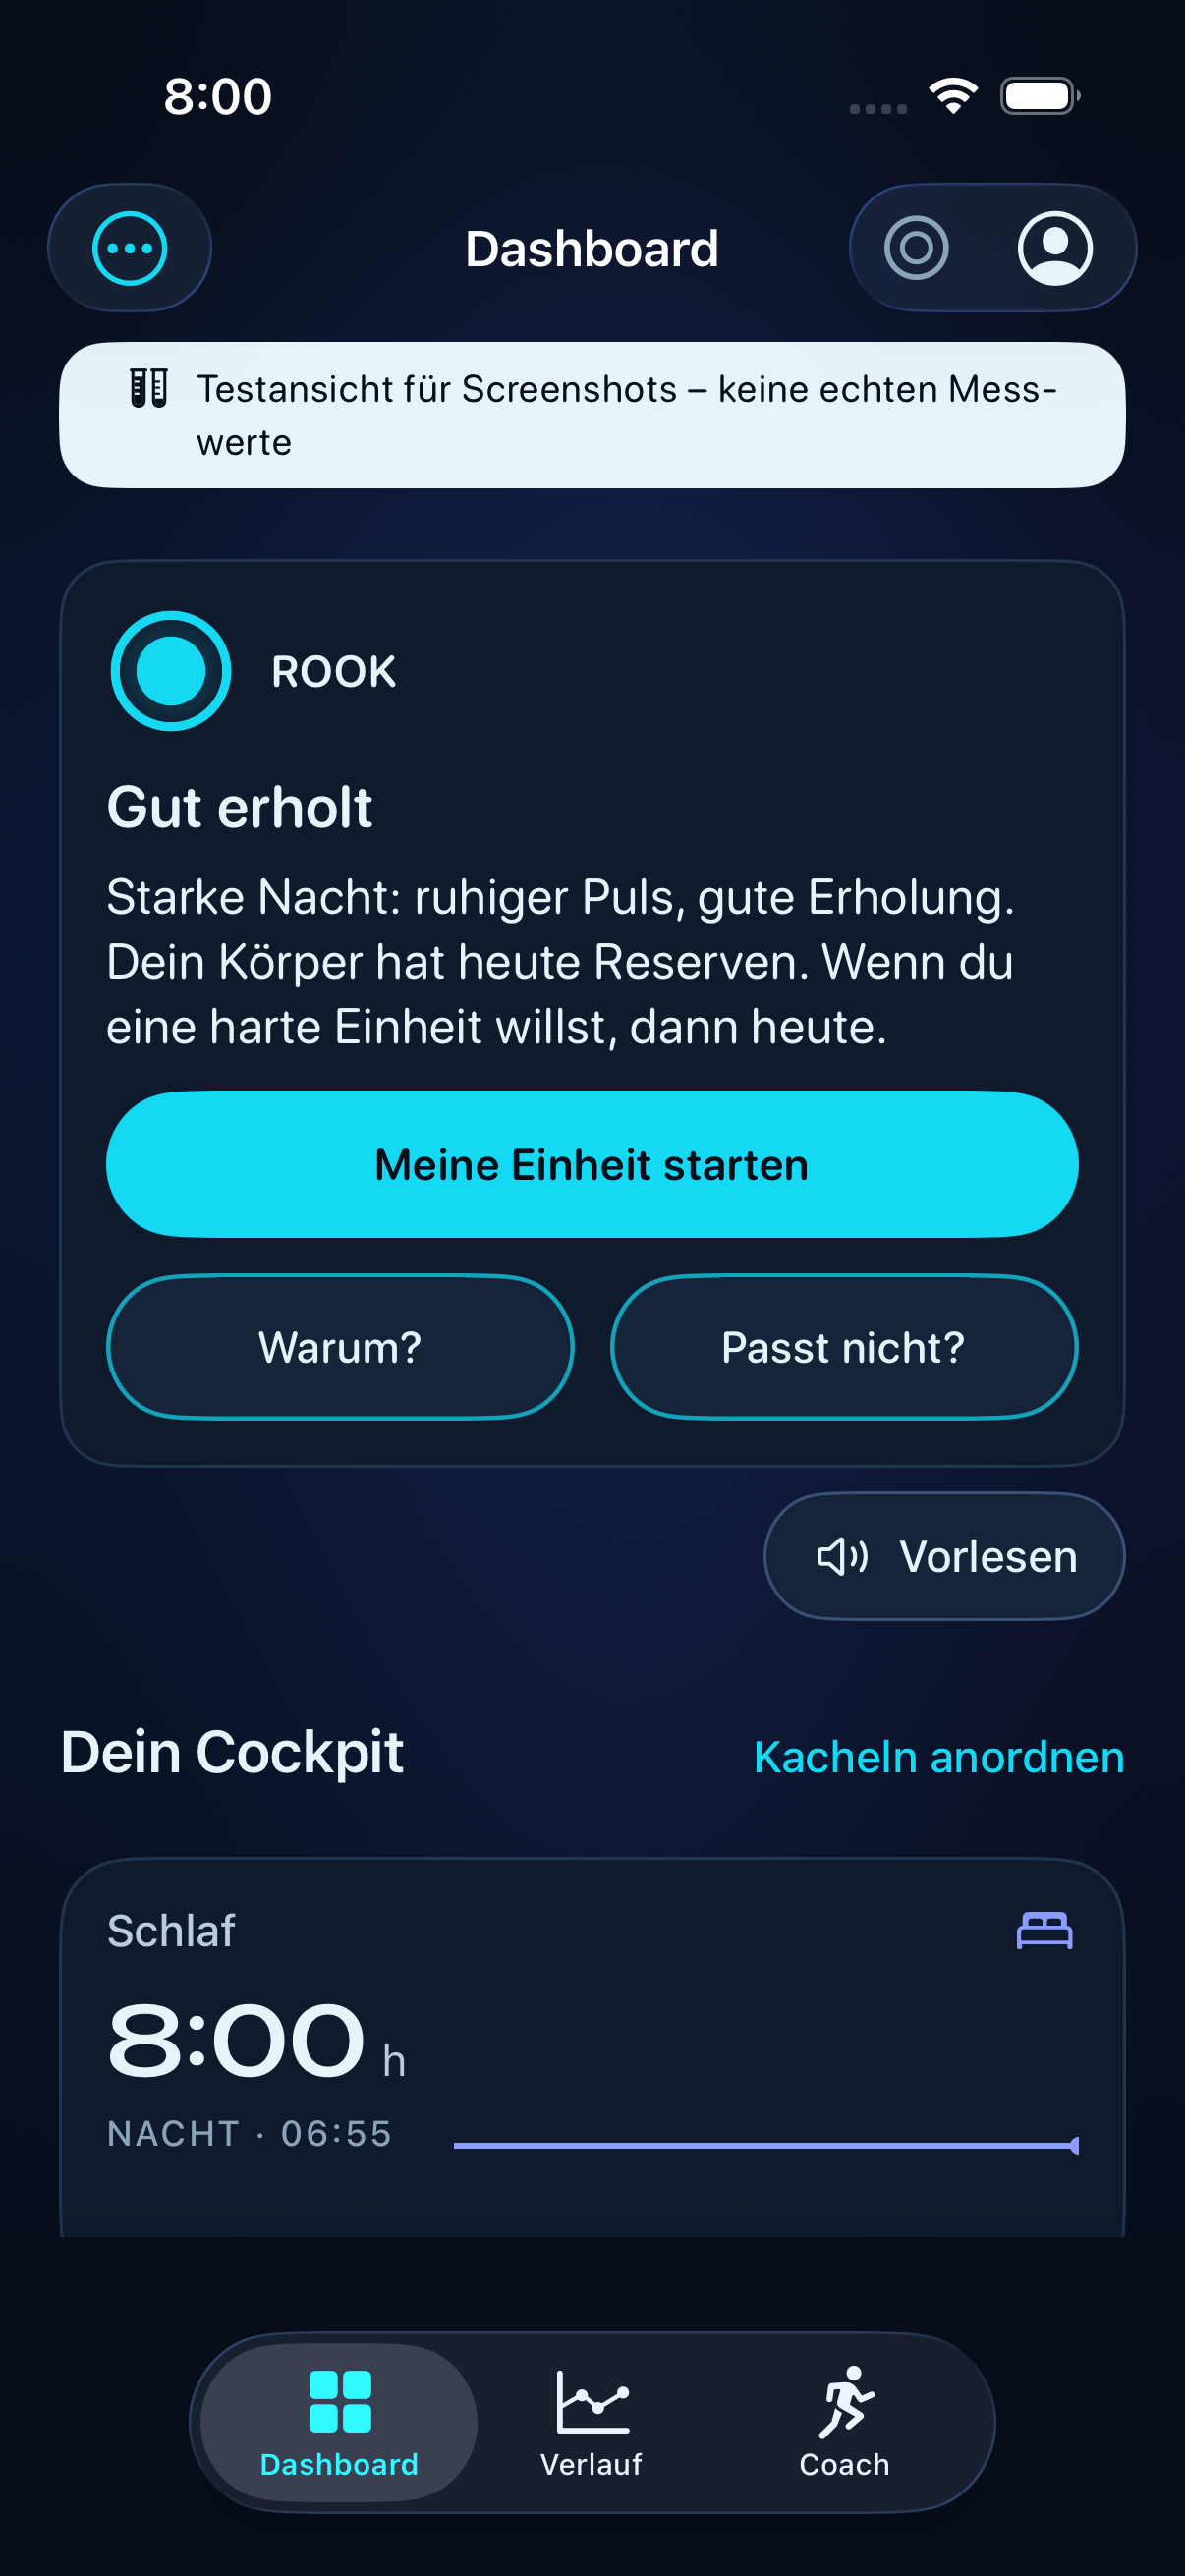 8:00
Dashboard
Testansicht für Screenshots – keine echten Mess-
werte
ROOK
Gut erholt
Starke Nacht: ruhiger Puls, gute Erholung.
Dein Körper hat heute Reserven. Wenn du
eine harte Einheit willst, dann heute.
Meine Einheit starten
Warum?
Passt nicht?
Vorlesen
Dein Cockpit
Kacheln anordnen
Schlaf
8:00 h
NACHT · 06:55
Dashboard
Verlauf
Coach